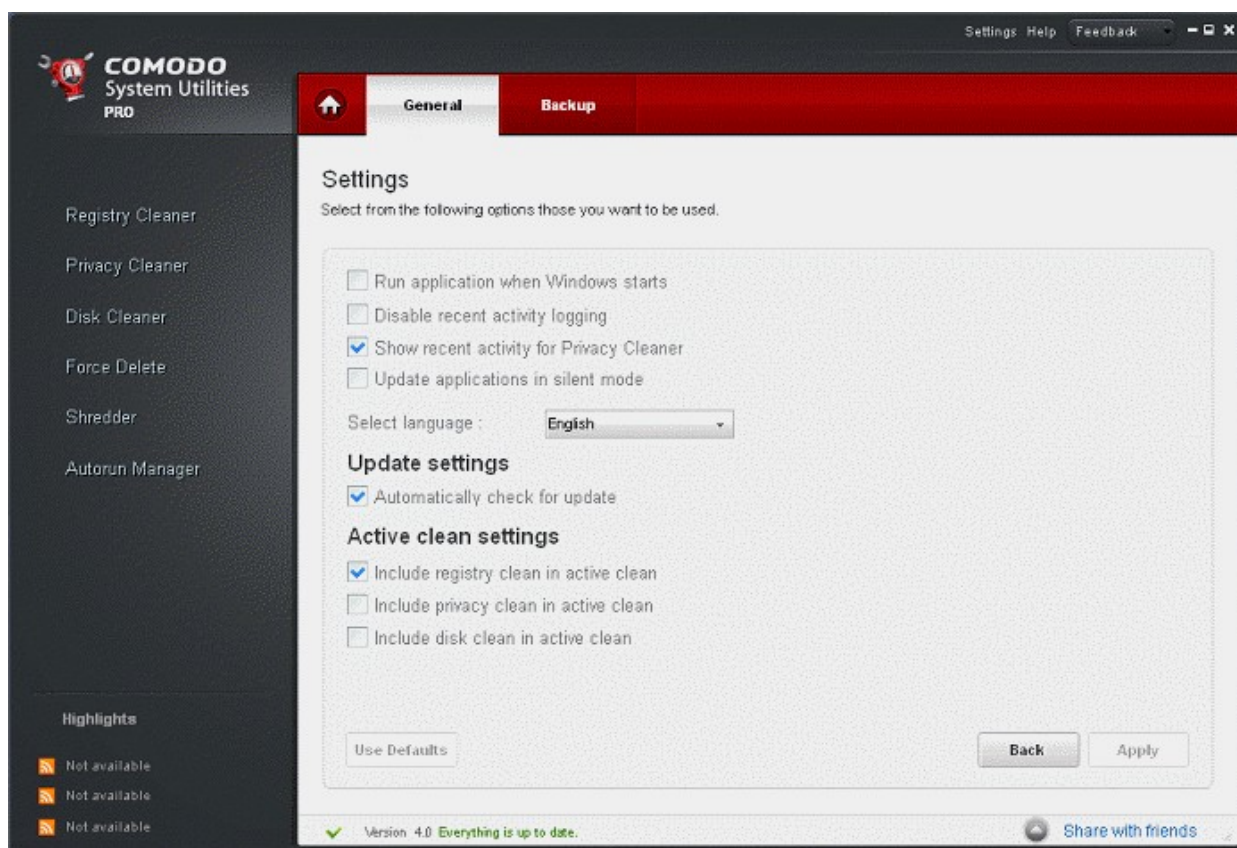 Settings Help Feedback
COMODO
System Utilities
PRO
General Backup
Registry Cleaner
Privacy Cleaner
Disk Cleaner
Force Delete
Shredder
Autorun Manager
Settings
Select from the following options those you want to be used.
Run application when Windows starts
Disable recent activity logging
Show recent activity for Privacy Cleaner
Update applications in silent mode
Select language : English
Update settings
Automatically check for update
Active clean settings
Include registry clean in active clean
Include privacy clean in active clean
Include disk clean in active clean
Use Defaults Back Apply
Highlights
Not available
Not available
Not available
Version 4.0 Everything is up to date. Share with friends